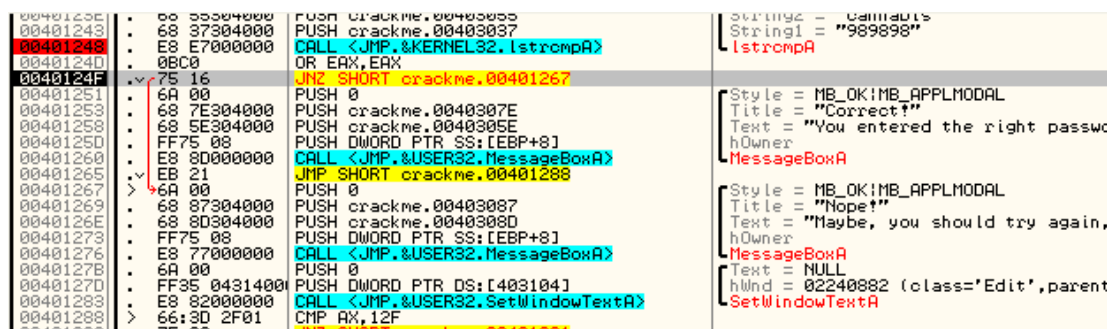 0040123E . 68 55304000 PUSH crackme.00403055 String2 = "Cannabis"
00401243 . 68 37304000 PUSH crackme.00403037 String1 = "989898"
00401248 . E8 E7000000 CALL <JMP.&KERNEL32.lstrcmpA> lstrcmpA
0040124D . 0BC0 OR EAX,EAX
0040124F .v 75 16 JNZ SHORT crackme.00401267
00401251 . 6A 00 PUSH 0 Style = MB_OK|MB_APPLMODAL
00401253 . 68 7E304000 PUSH crackme.0040307E Title = "Correct!"
00401258 . 68 5E304000 PUSH crackme.0040305E Text = "You entered the right passwo
0040125D . FF75 08 PUSH DWORD PTR SS:[EBP+8] hOwner
00401260 . E8 8D000000 CALL <JMP.&USER32.MessageBoxA> MessageBoxA
00401265 .v EB 21 JMP SHORT crackme.00401288
00401267 > 6A 00 PUSH 0 Style = MB_OK|MB_APPLMODAL
00401269 . 68 87304000 PUSH crackme.00403087 Title = "Nope!"
0040126E . 68 8D304000 PUSH crackme.0040308D Text = "Maybe, you should try again,
00401273 . FF75 08 PUSH DWORD PTR SS:[EBP+8] hOwner
00401276 . E8 77000000 CALL <JMP.&USER32.MessageBoxA> MessageBoxA
0040127B . 6A 00 PUSH 0 Text = NULL
0040127D . FF35 04314000 PUSH DWORD PTR DS:[403104] hWnd = 02240882 (class='Edit',parent
00401283 . E8 82000000 CALL <JMP.&USER32.SetWindowTextA> SetWindowTextA
00401288 > 66:3D 2F01 CMP AX,12F